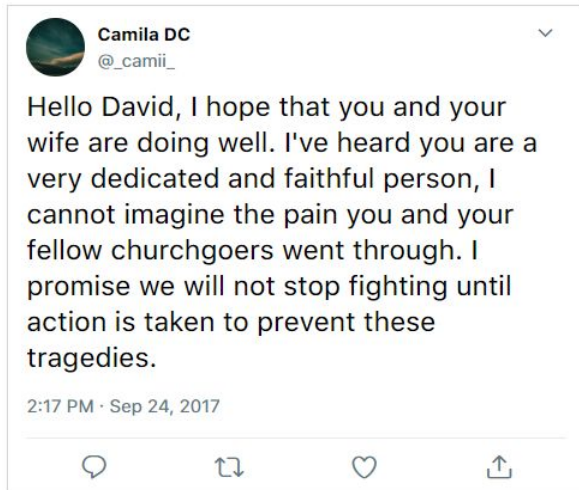 Camila DC
@_camii_
Hello David, I hope that you and your
wife are doing well. I've heard you are a
very dedicated and faithful person, I
cannot imagine the pain you and your
fellow churchgoers went through. I
promise we will not stop fighting until
action is taken to prevent these
tragedies.
2:17 PM · Sep 24, 2017